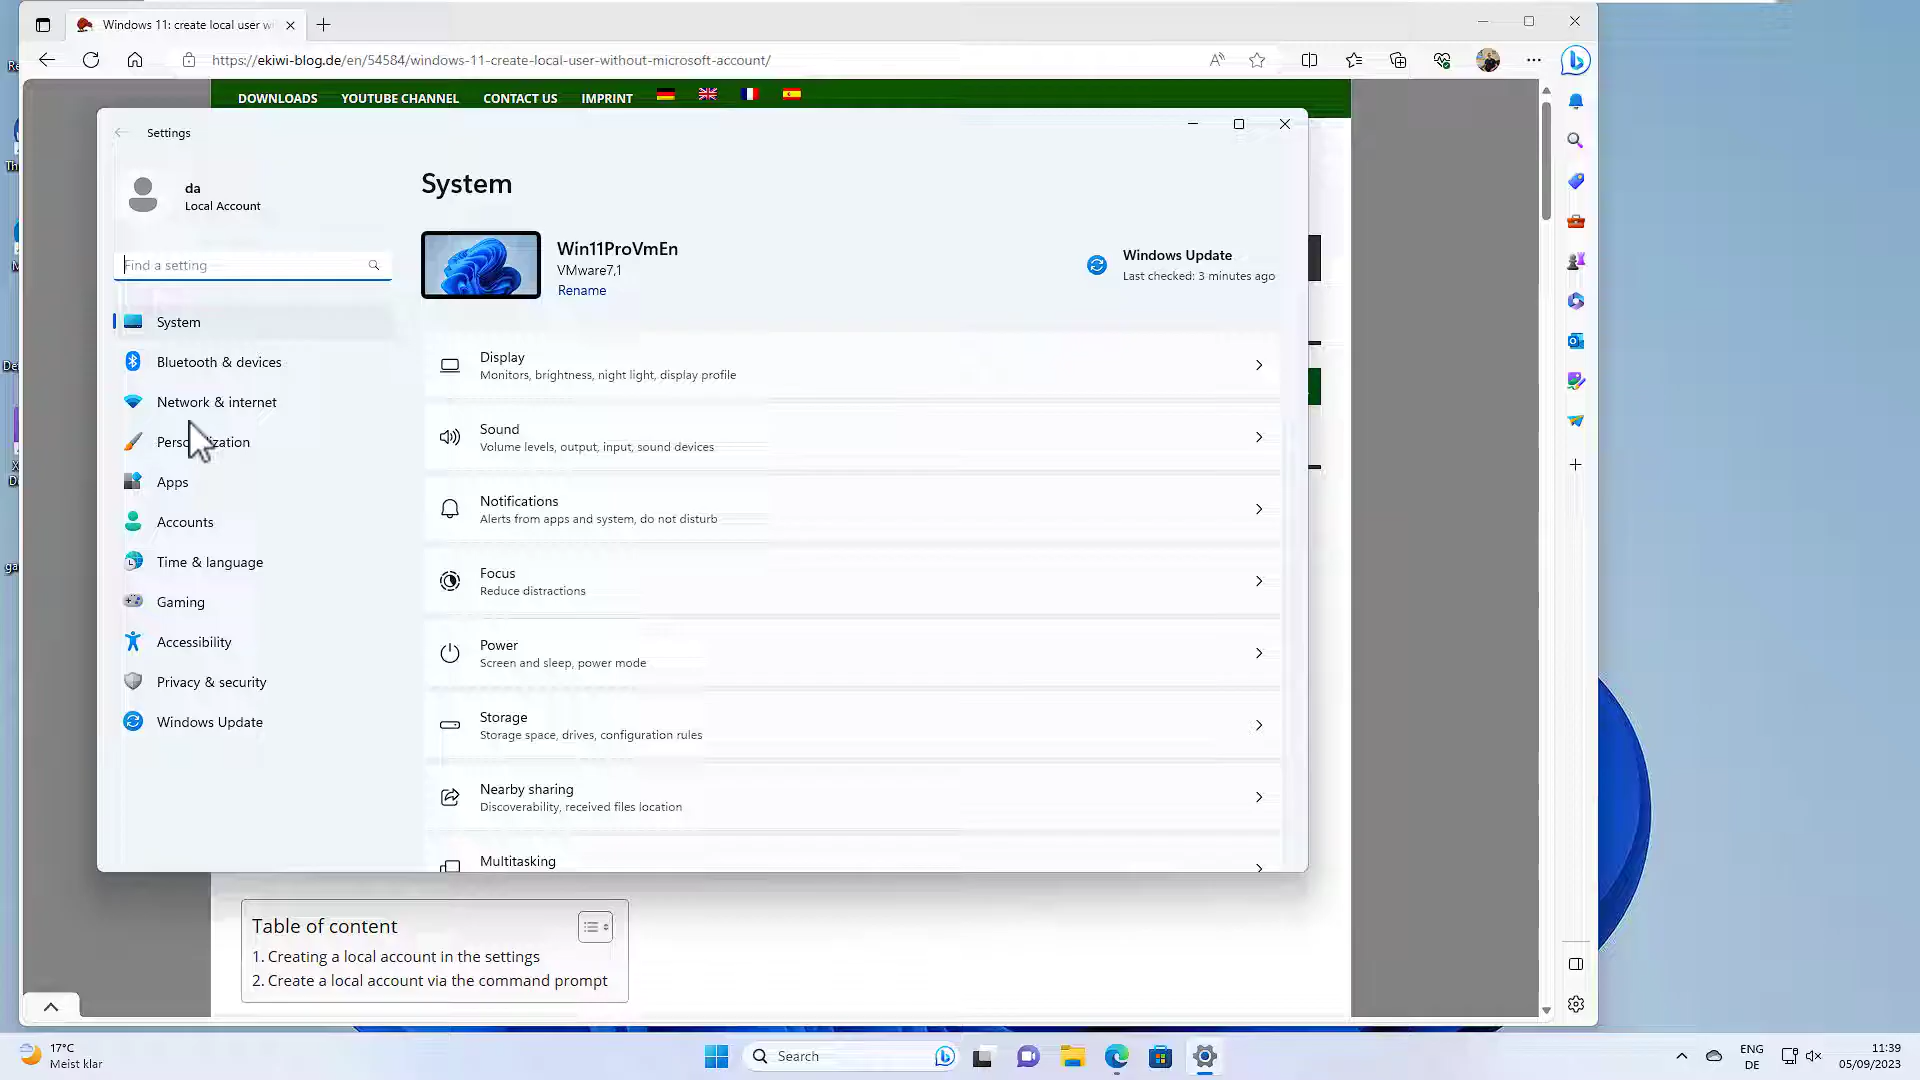 Windows 11: create local user w
https://ekiwi-blog.de/en/54584/windows-11-create-local-user-without-microsoft-account/
DOWNLOADS YOUTUBE CHANNEL CONTACT US IMPRINT
Settings
da
Local Account
Find a setting
System
Bluetooth & devices
Network & internet
Personalization
Apps
Accounts
Time & language
Gaming
Accessibility
Privacy & security
Windows Update
System
Win11ProVmEn
VMware7,1
Rename
Windows Update
Last checked: 3 minutes ago
Display
Monitors, brightness, night light, display profile
Sound
Volume levels, output, input, sound devices
Notifications
Alerts from apps and system, do not disturb
Focus
Reduce distractions
Power
Screen and sleep, power mode
Storage
Storage space, drives, configuration rules
Nearby sharing
Discoverability, received files location
Multitasking
Table of content
1. Creating a local account in the settings
2. Create a local account via the command prompt
17°C
Meist klar
Search
ENG
DE
11:39
05/09/2023